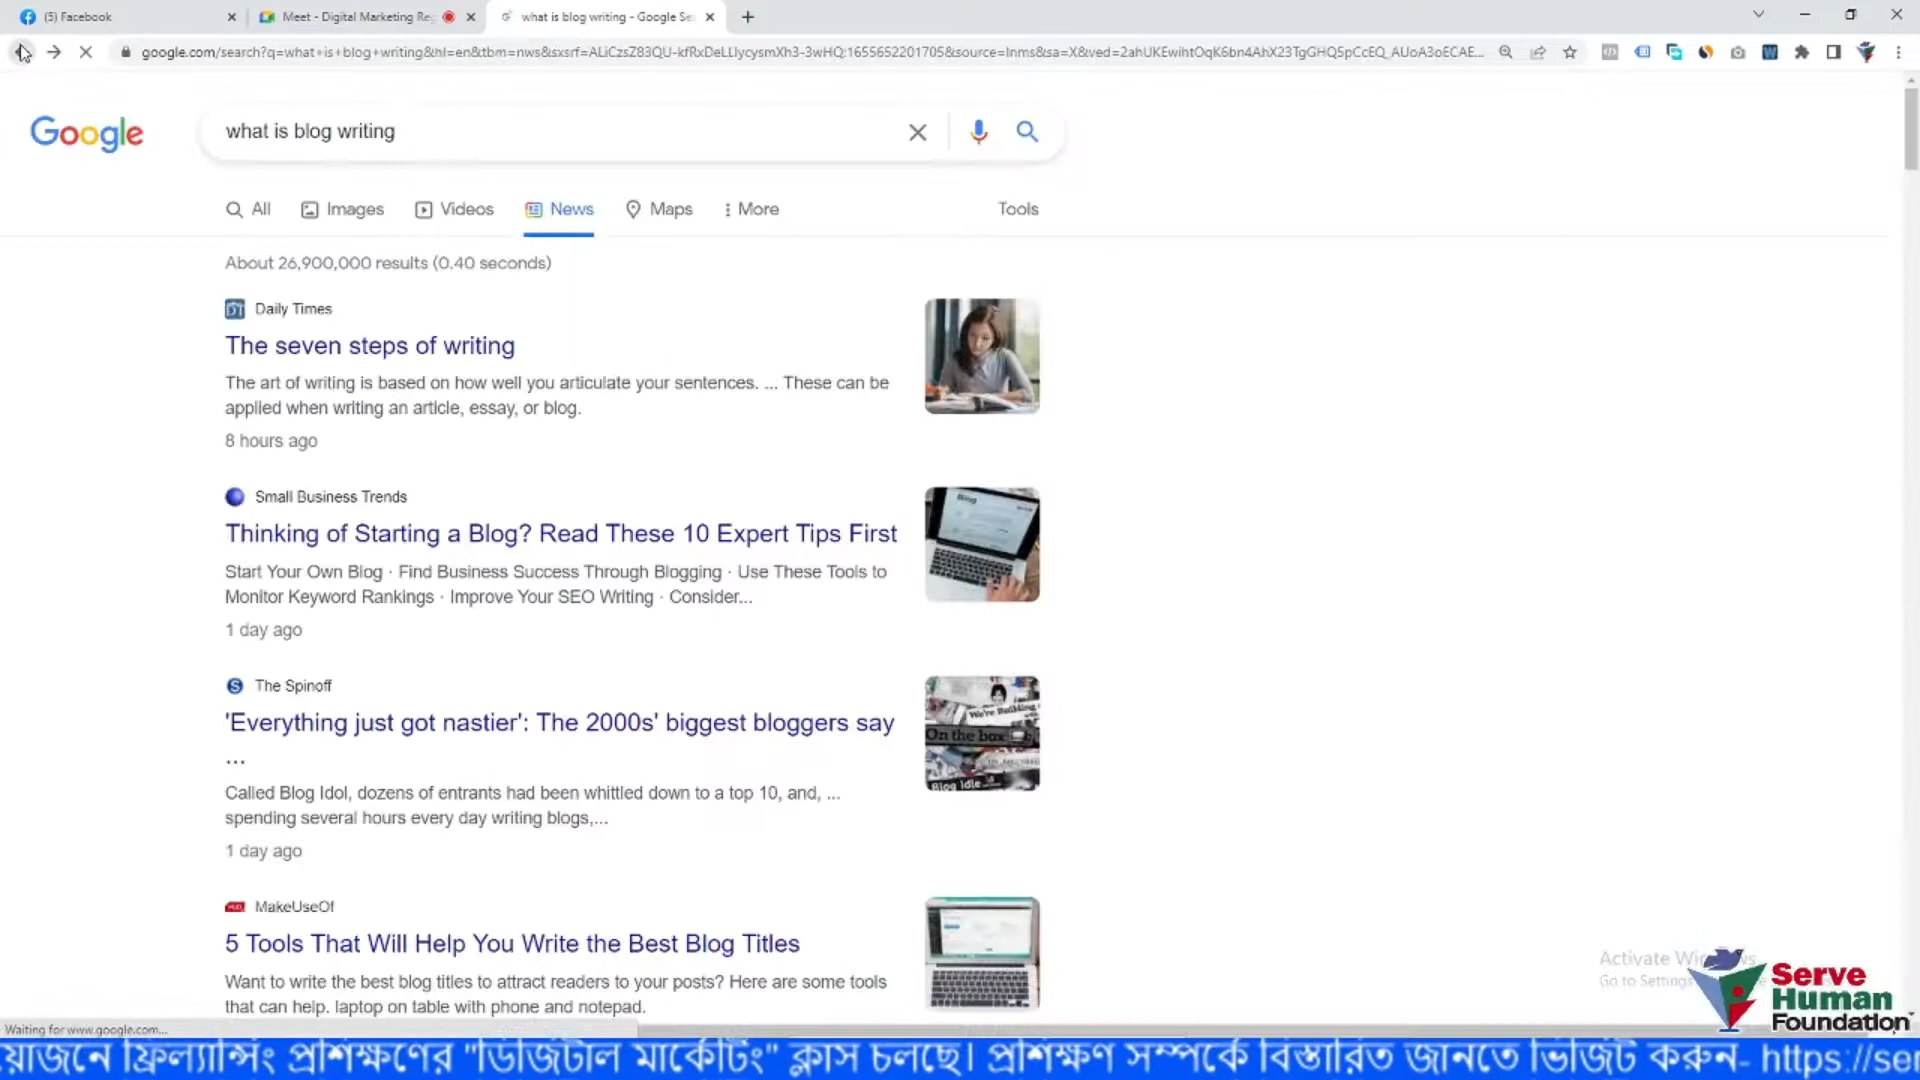 (5) Facebook
Meet - Digital Marketing Re
what is blog writing - Google Se
google.com/search?q=what+is+blog+writing&hl=en&tbm=nws&sxsrf=ALiCzsZ83QU-kfRxDeLLlycysmXh3-3wHQ:1655652201705&source=lnms&sa=X&ved=2ahUKEwihtOqK6bn4AhX23TgGHQ5pCcEQ_AUoA3oECAE...
Google
what is blog writing
All
Images
Videos
News
Maps
More
Tools
About 26,900,000 results (0.40 seconds)
Daily Times
The seven steps of writing
The art of writing is based on how well you articulate your sentences. ... These can be
applied when writing an article, essay, or blog.
8 hours ago
Small Business Trends
Thinking of Starting a Blog? Read These 10 Expert Tips First
Start Your Own Blog · Find Business Success Through Blogging · Use These Tools to
Monitor Keyword Rankings · Improve Your SEO Writing · Consider...
1 day ago
The Spinoff
'Everything just got nastier': The 2000s' biggest bloggers say
...
Called Blog Idol, dozens of entrants had been whittled down to a top 10, and, ...
spending several hours every day writing blogs,...
1 day ago
On the box
Blog Idle
MakeUseOf
5 Tools That Will Help You Write the Best Blog Titles
Want to write the best blog titles to attract readers to your posts? Here are some tools
that can help. laptop on table with phone and notepad.
Activate
Go to Settings
Serve
Human
Foundation
Waiting for www.google.com...
ফ্রিল্যান্সিং প্রশিক্ষণের "ডিজিটাল মার্কেটিং" ক্লাস চলছে। প্রশিক্ষণ সম্পর্কে বিস্তারিত জানতে ভিজিট করুন- https://ser